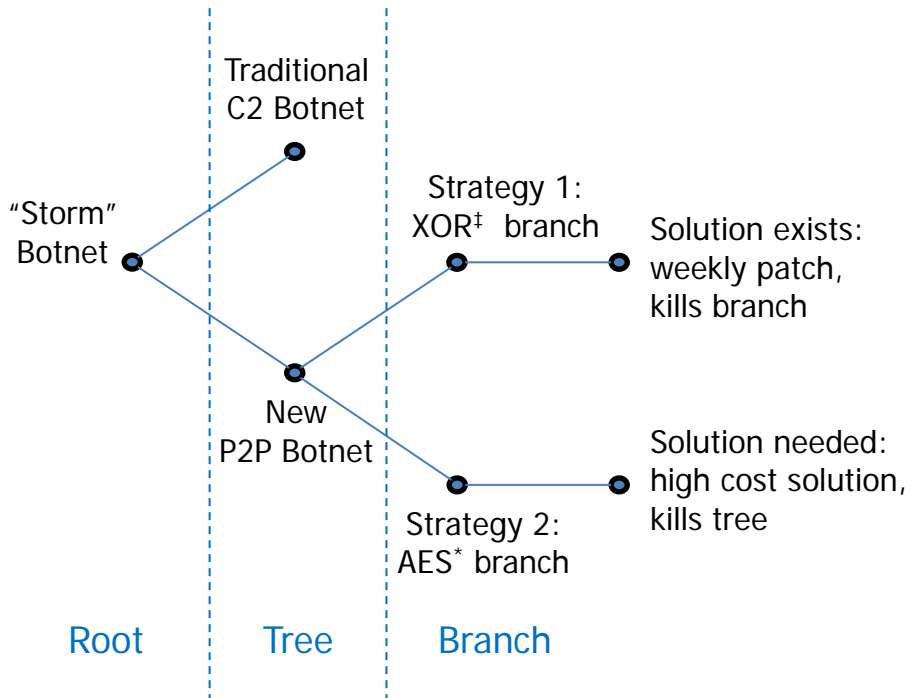 Traditional
C2 Botnet
“Storm”
Botnet
Strategy 1:
XOR‡ branch
Solution exists:
weekly patch,
kills branch
New
P2P Botnet
Strategy 2:
AES* branch
Solution needed:
high cost solution,
kills tree
Root
Tree
Branch